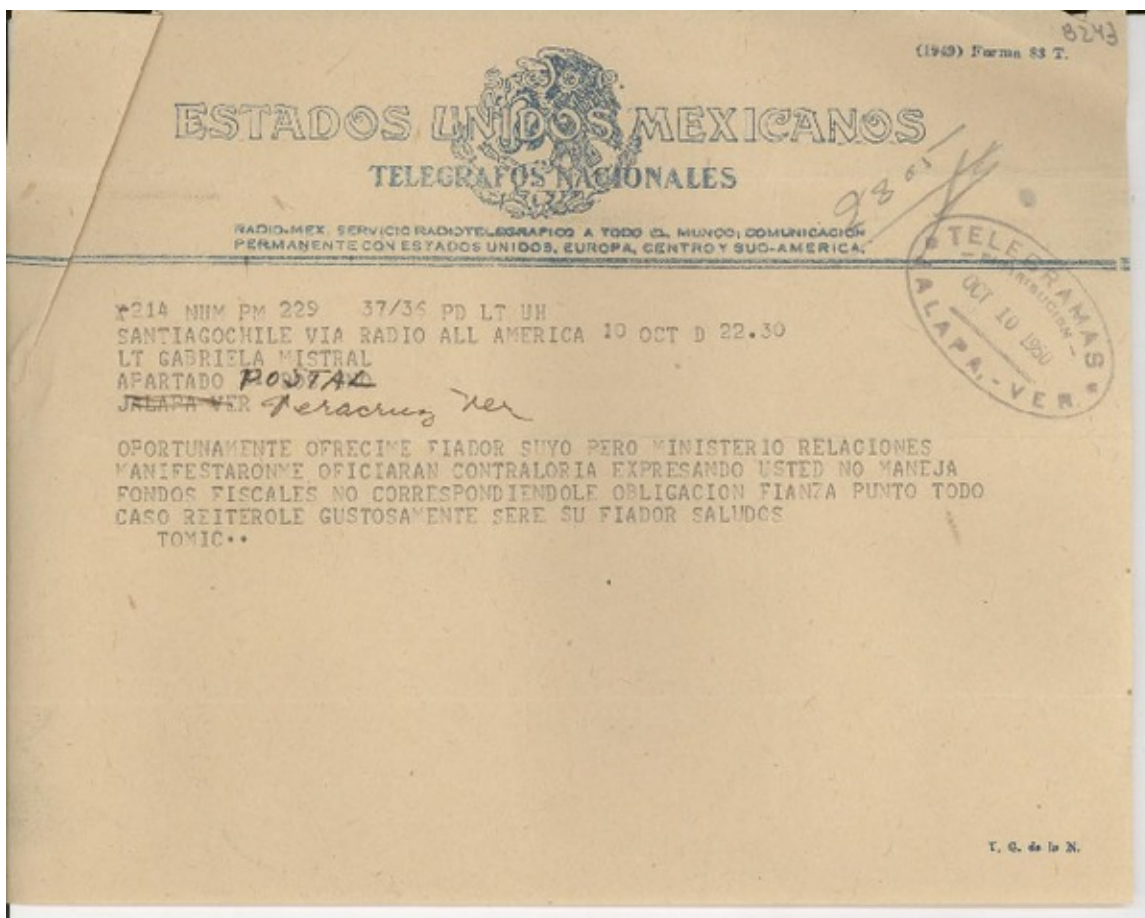 8243
(1949) Forma 83 T.
ESTADOS UNIDOS MEXICANOS
TELEGRAFOS NACIONALES
RADIO-MEX. SERVICIO RADIOTELEGRAFICO A TODO EL MUNDO; COMUNICACION
PERMANENTE CON ESTADOS UNIDOS, EUROPA, CENTRO Y SUD-AMERICA.
TELEGRAMAS
OCT 10 1950
JALAPA,-VER
214 NUM PM 229 37/36 PD LT UH
SANTIAGOCHILE VIA RADIO ALL AMERICA 10 OCT D 22.30
LT GABRIELA MISTRAL
APARTADO POSTAL
JALAPA VER Veracruz Ver
OPORTUNAMENTE OFRECIME FIADOR SUYO PERO MINISTERIO RELACIONES
MANIFESTARONME OFICIARAN CONTRALORIA EXPRESANDO USTED NO MANEJA
FONDOS FISCALES NO CORRESPONDIENDOLE OBLIGACION FIANZA PUNTO TODO
CASO REITEROLE GUSTOSAMENTE SERE SU FIADOR SALUDOS
TOMIC..
T. G. de la N.